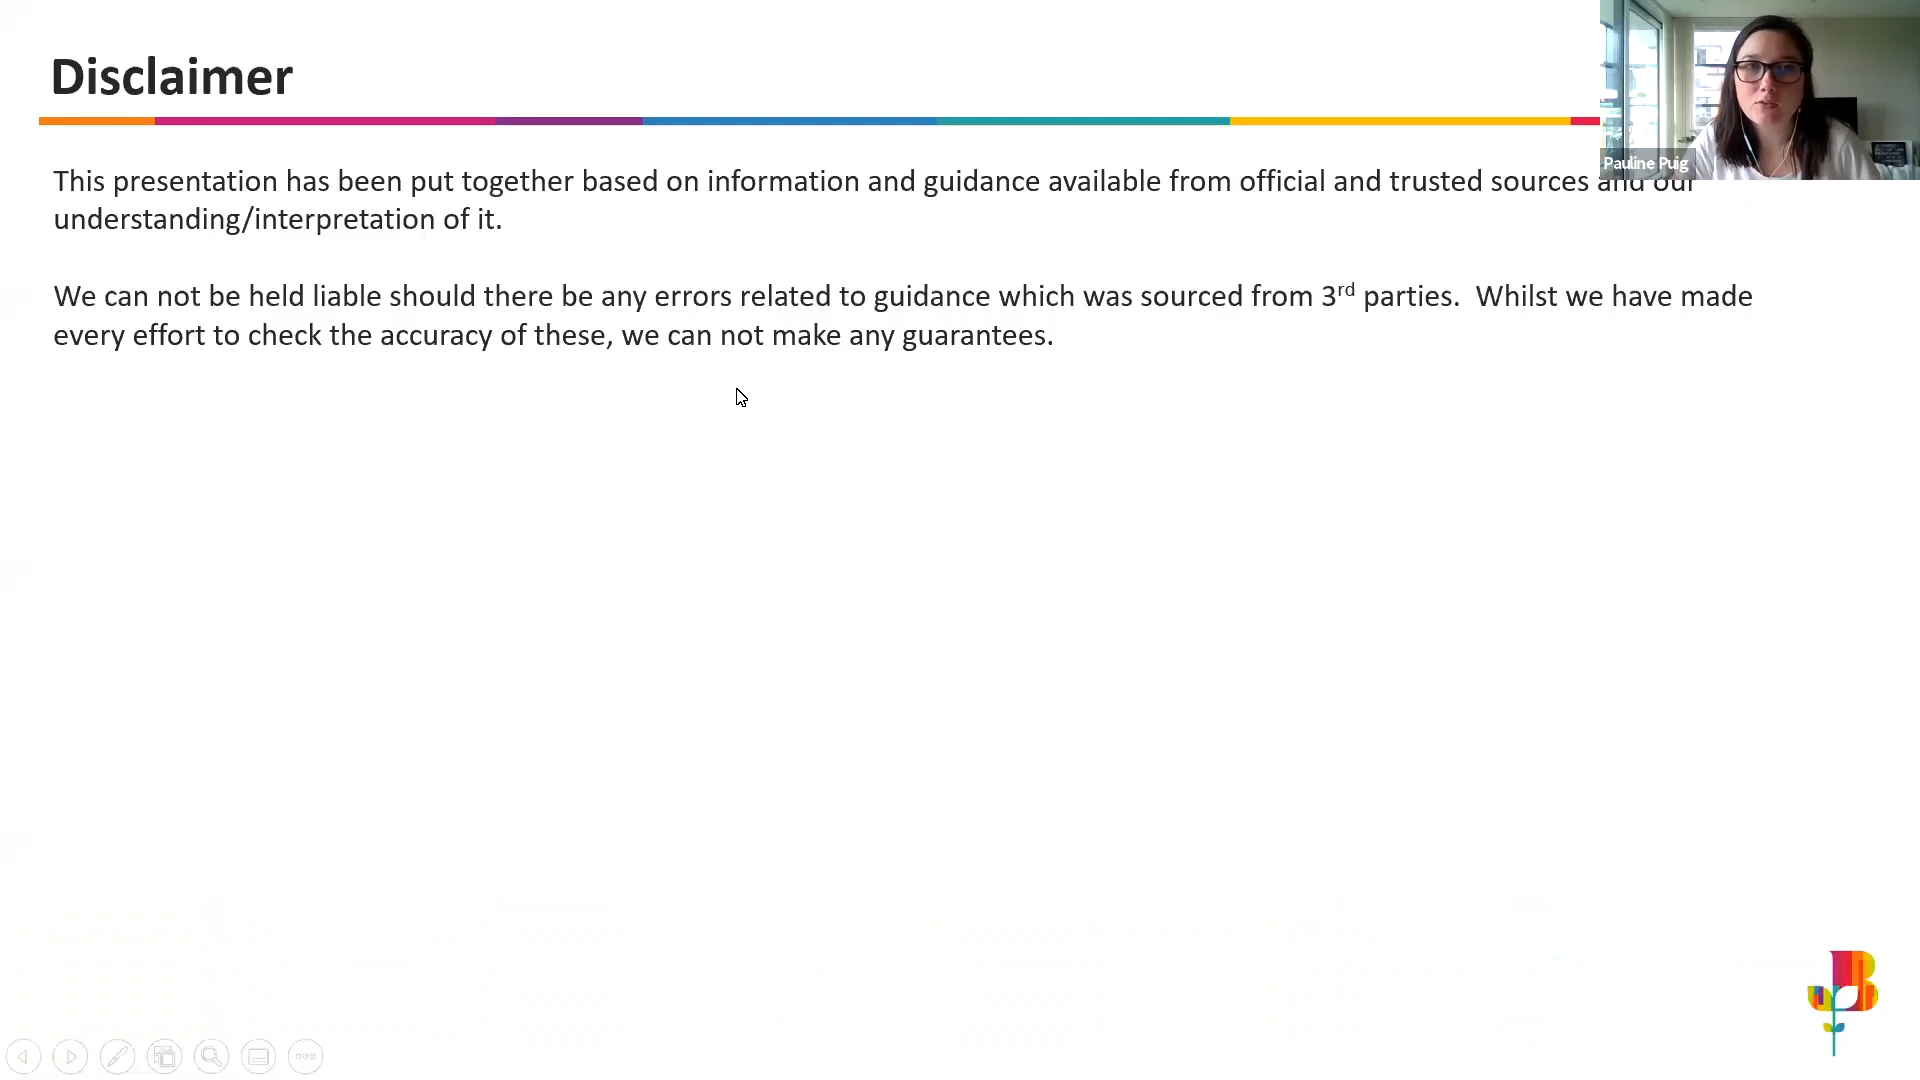 Disclaimer
Pauline Puig
This presentation has been put together based on information and guidance available from official and trusted sources and our
understanding/interpretation of it.
We can not be held liable should there be any errors related to guidance which was sourced from 3rd parties.  Whilst we have made
every effort to check the accuracy of these, we can not make any guarantees.